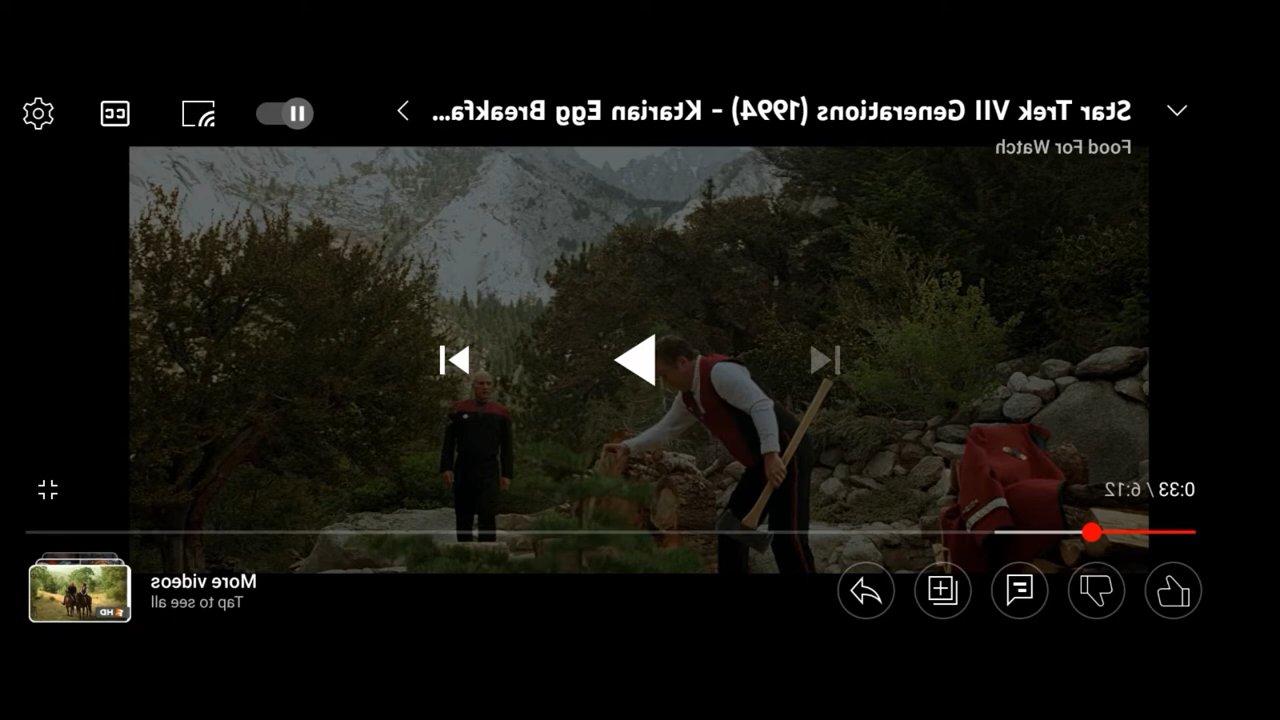 Star Trek VII Generations (1994) - Ktarian Egg Breakfa...
Food For Watch
CC
0:33 / 6:12
More videos
Tap to see all
HD